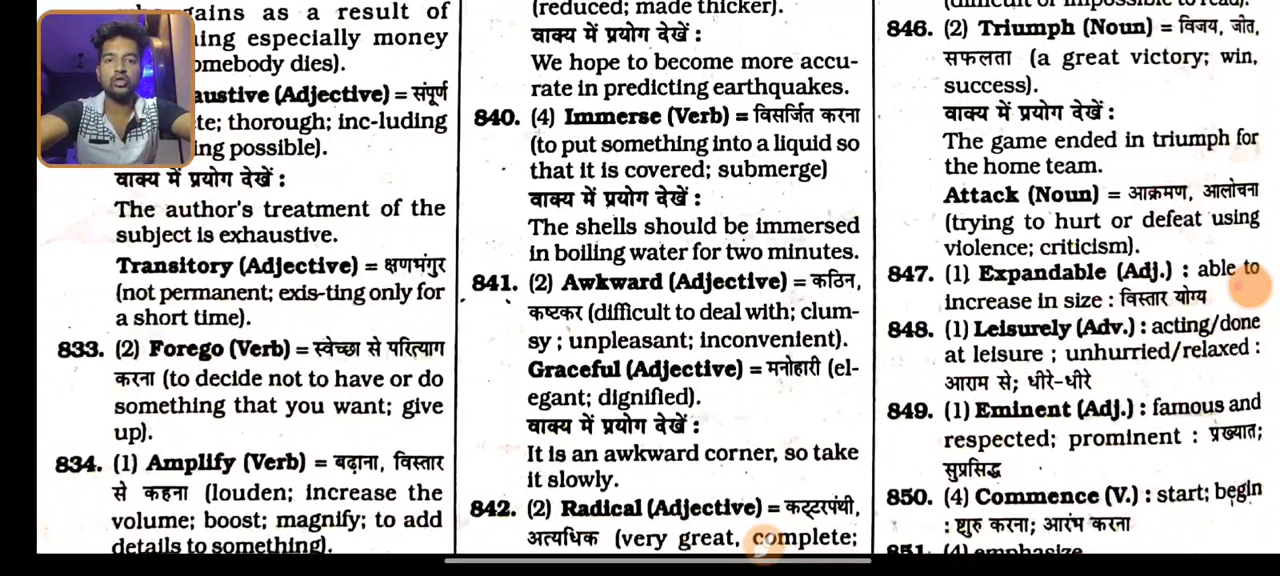 gains as a result of
ing especially money
omebody dies).
austive (Adjective) = संपूर्ण
te; thorough; inc-luding
ing possible).
वाक्य में प्रयोग देखें :
The author's treatment of the
subject is exhaustive.
Transitory (Adjective) = क्षणभंगुर
(not permanent; exis-ting only for
a short time).
833. (2) Forego (Verb) = स्वेच्छा से परित्याग
करना (to decide not to have or do
something that you want; give
up).
834. (1) Amplify (Verb) = बढ़ाना, विस्तार
से कहना (louden; increase the
volume; boost; magnify; to add
details to something).
(reduced; made thicker).
वाक्य में प्रयोग देखें :
We hope to become more accu-
rate in predicting earthquakes.
840. (4) Immerse (Verb) = विसर्जित करना
(to put something into a liquid so
that it is covered; submerge)
वाक्य में प्रयोग देखें :
The shells should be immersed
in boiling water for two minutes.
841. (2) Awkward (Adjective) = कठिन,
कष्टकर (difficult to deal with; clum-
sy ; unpleasant; inconvenient).
Graceful (Adjective) = मनोहारी (el-
egant; dignified).
वाक्य में प्रयोग देखें :
It is an awkward corner, so take
it slowly.
842. (2) Radical (Adjective) = कट्टरपंथी,
अत्यधिक (very great, complete;
(difficult or impossible to read).
846. (2) Triumph (Noun) = विजय, जीत,
सफलता (a great victory; win,
success).
वाक्य में प्रयोग देखें :
The game ended in triumph for
the home team.
Attack (Noun) = आक्रमण, आलोचना
(trying to hurt or defeat using
violence; criticism).
847. (1) Expandable (Adj.) : able to
increase in size : विस्तार योग्य
848. (1) Leisurely (Adv.) : acting/done
at leisure ; unhurried/relaxed :
आराम से; धीरे-धीरे
849. (1) Eminent (Adj.) : famous and
respected; prominent : प्रख्यात;
सुप्रसिद्ध
850. (4) Commence (V.) : start; begin
: शुरु करना; आरंभ करना
851. (4) emphasize